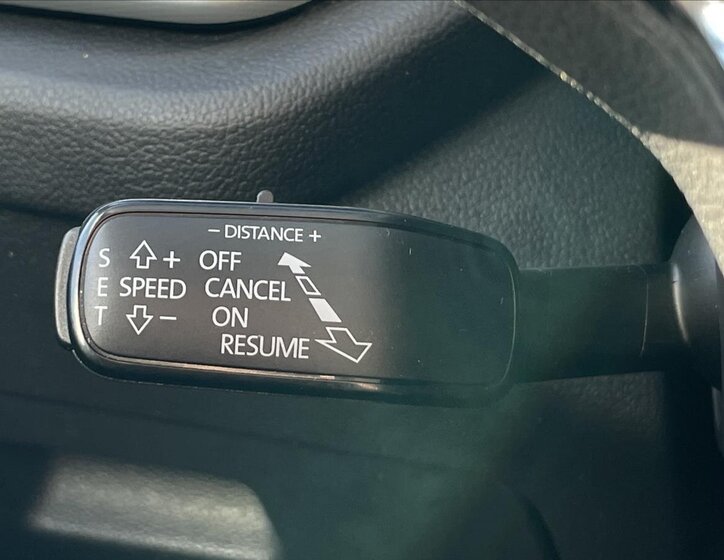 – DISTANCE +
S + OFF
E SPEED CANCEL
T – ON
RESUME